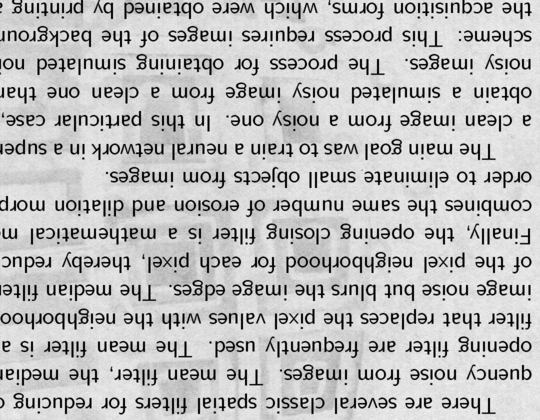 There are several classic spatial filters for reducing o
quency noise from images. The mean filter, the median
opening filter are frequently used. The mean filter is a
filter that replaces the pixel values with the neighborhoo
image noise but blurs the image edges. The median filte
of the pixel neighborhood for each pixel, thereby reduc
Finally, the opening closing filter is a mathematical m
combines the same number of erosion and dilation morp
order to eliminate small objects from images.
The main goal was to train a neural network in a supe
a clean image from a noisy one. In this particular case,
obtain a simulated noisy image from a clean one than
noisy images. The process for obtaining simulated noi
scheme: This process requires images of the backgroun
the acquisition forms, which were obtained by printing a